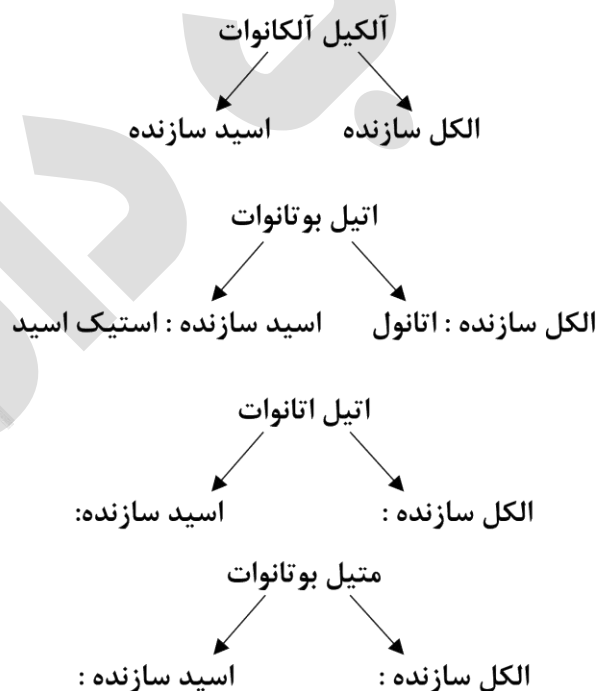 آلکیل آلکانوات
الکل سازنده اسید سازنده
اتیل بوتانوات
الکل سازنده : اتانول اسید سازنده : استیک اسید
اتیل اتانوات
الکل سازنده : اسید سازنده:
متیل بوتانوات
الکل سازنده : اسید سازنده :